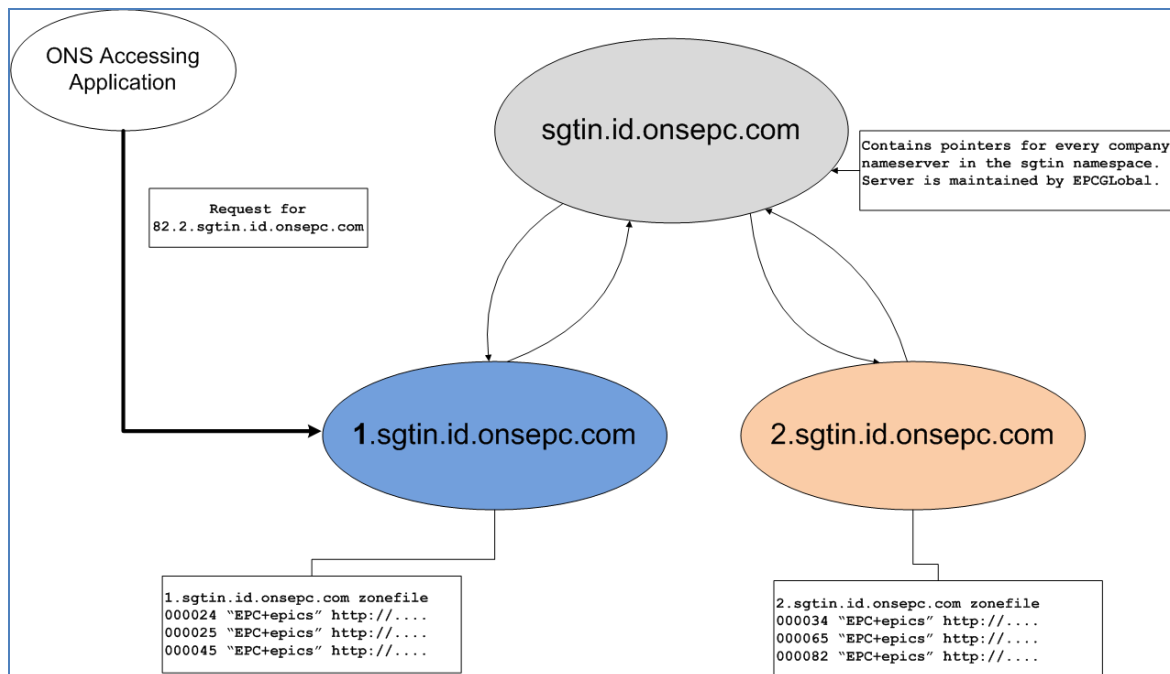 ONS Accessing
Application
sgtin.id.onsepc.com
Contains pointers for every company
nameserver in the sgtin namespace.
Server is maintained by EPCGLobal.
Request for
82.2.sgtin.id.onsepc.com
1.sgtin.id.onsepc.com
2.sgtin.id.onsepc.com
1.sgtin.id.onsepc.com zonefile
000024 “EPC+epics” http://....
000025 “EPC+epics” http://....
000045 “EPC+epics” http://....
2.sgtin.id.onsepc.com zonefile
000034 “EPC+epics” http://....
000065 “EPC+epics” http://....
000082 “EPC+epics” http://....